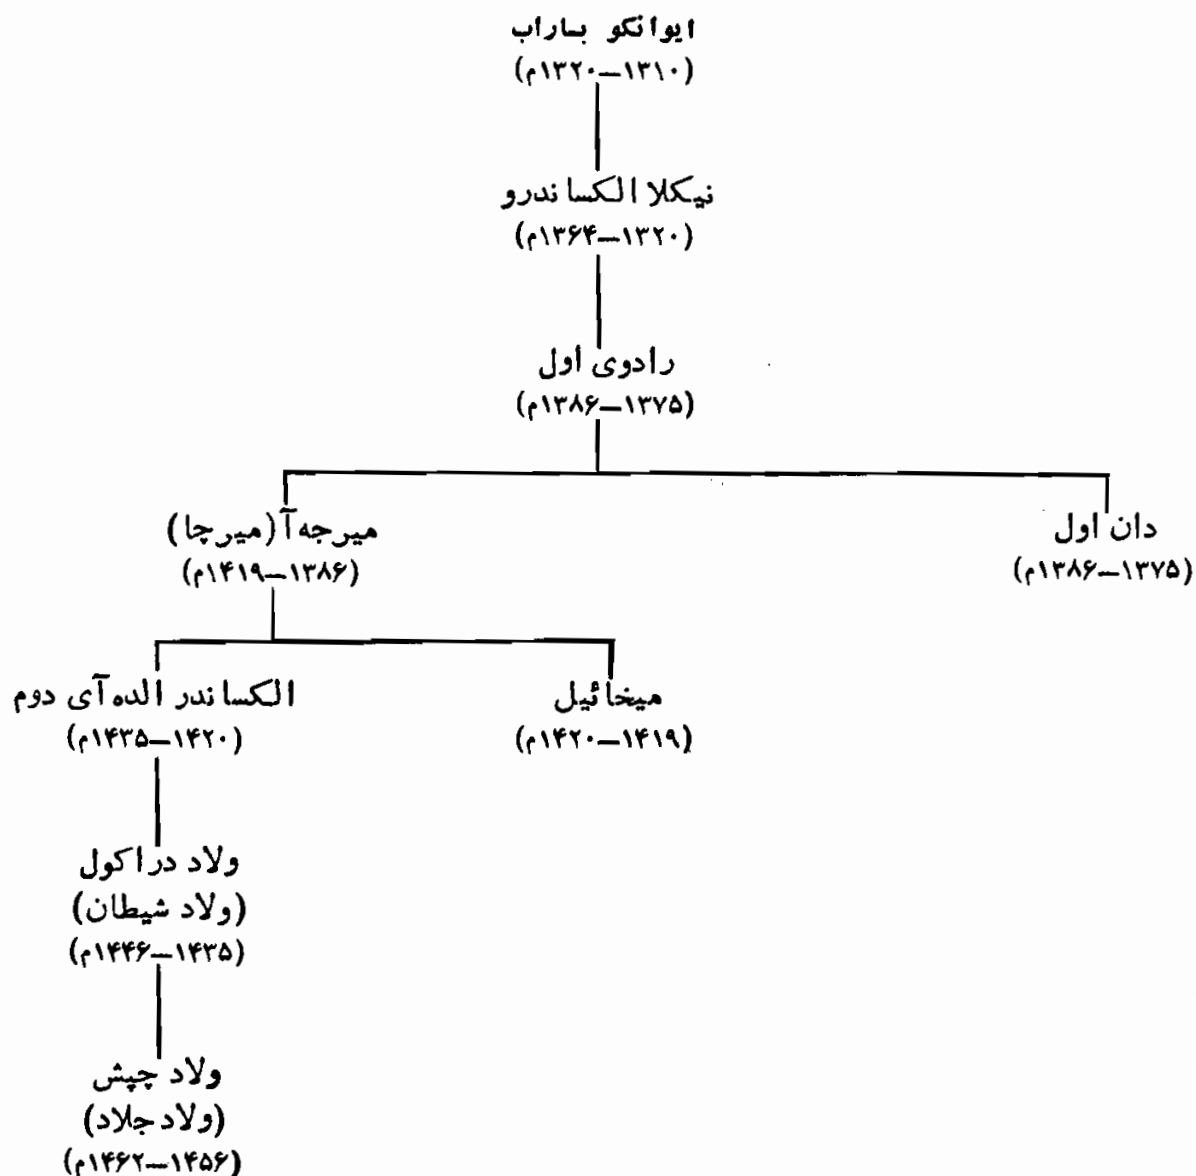 ایوانکو باراب
(۱۳۱۰—۱۳۲۰م)
نیکلا الکساندرو
(۱۳۲۰—۱۳۶۴م)
رادوی اول
(۱۳۷۵—۱۳۸۶م)
دان اول
(۱۳۷۵—۱۳۸۶م)
میرجه‌آ (میرچا)
(۱۳۸۶—۱۴۱۹م)
میخائیل
(۱۴۱۹—۱۴۲۰م)
الکساندر الده‌آی دوم
(۱۴۲۰—۱۴۳۵م)
ولاد دراکول
(ولاد شیطان)
(۱۴۳۵—۱۴۴۶م)
ولاد چپش
(ولاد جلاد)
(۱۴۵۶—۱۴۶۲م)